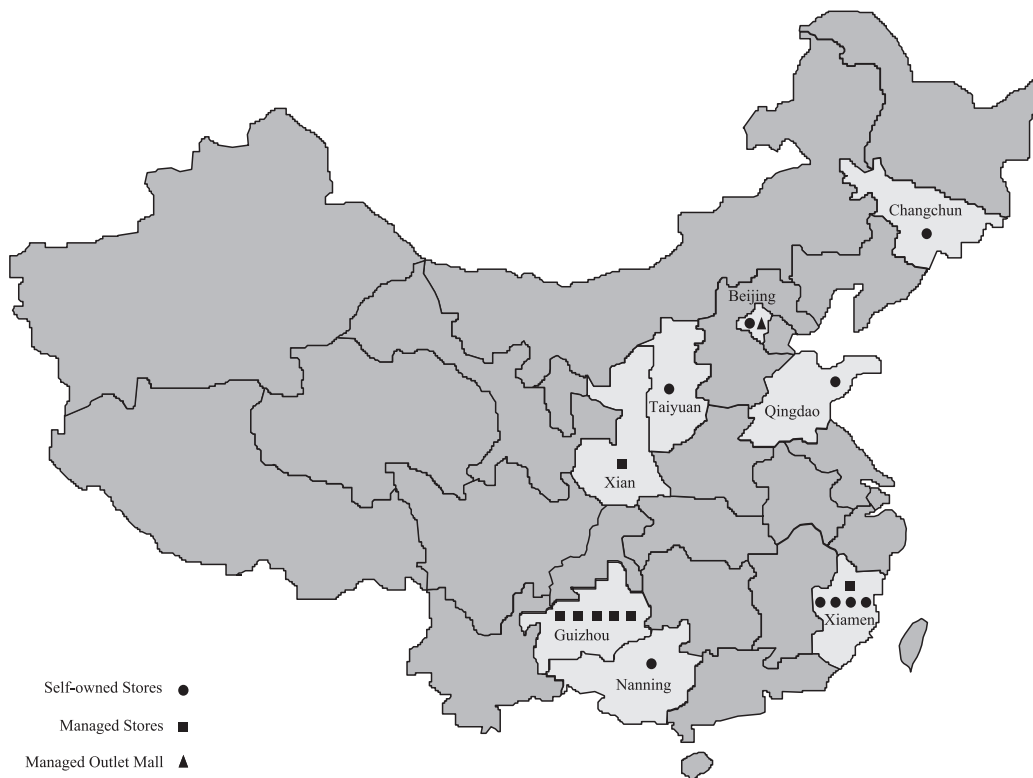 Changchun
Beijing
Taiyuan
Qingdao
Xian
Xiamen
Guizhou
Nanning
Self-owned Stores
Managed Stores
Managed Outlet Mall